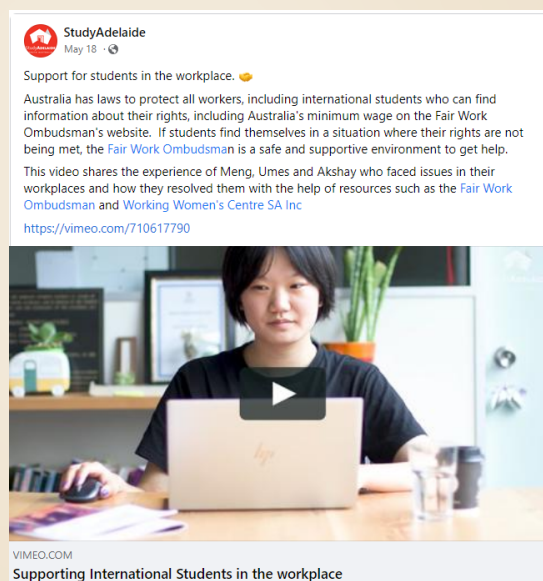 StudyAdelaide
May 18 ·
Support for students in the workplace.
Australia has laws to protect all workers, including international students who can find
information about their rights, including Australia's minimum wage on the Fair Work
Ombudsman's website.  If students find themselves in a situation where their rights are not
being met, the Fair Work Ombudsman is a safe and supportive environment to get help.
This video shares the experience of Meng, Umes and Akshay who faced issues in their
workplaces and how they resolved them with the help of resources such as the Fair Work
Ombudsman and Working Women's Centre SA Inc
https://vimeo.com/710617790
hp
VIMEO.COM
Supporting International Students in the workplace